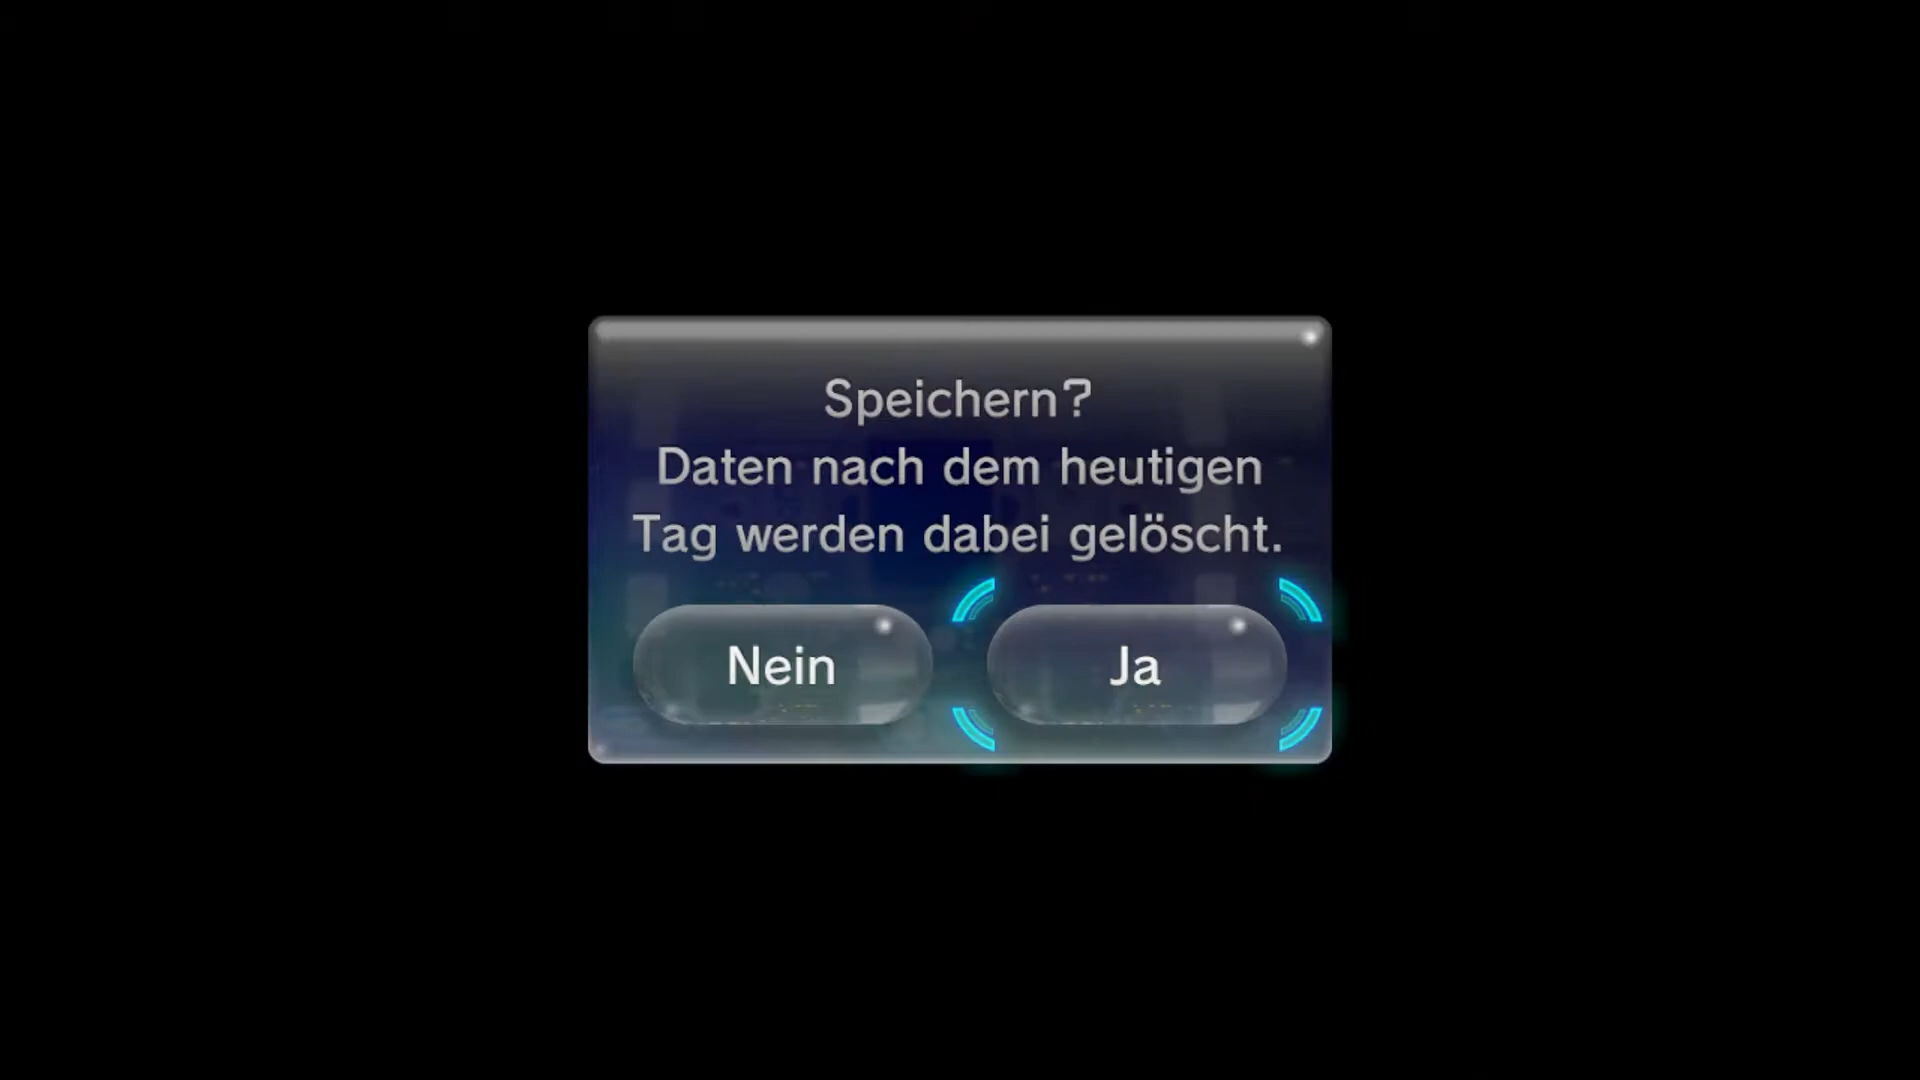 Speichern?
Daten nach dem heutigen
Tag werden dabei gelöscht.
Nein
Ja